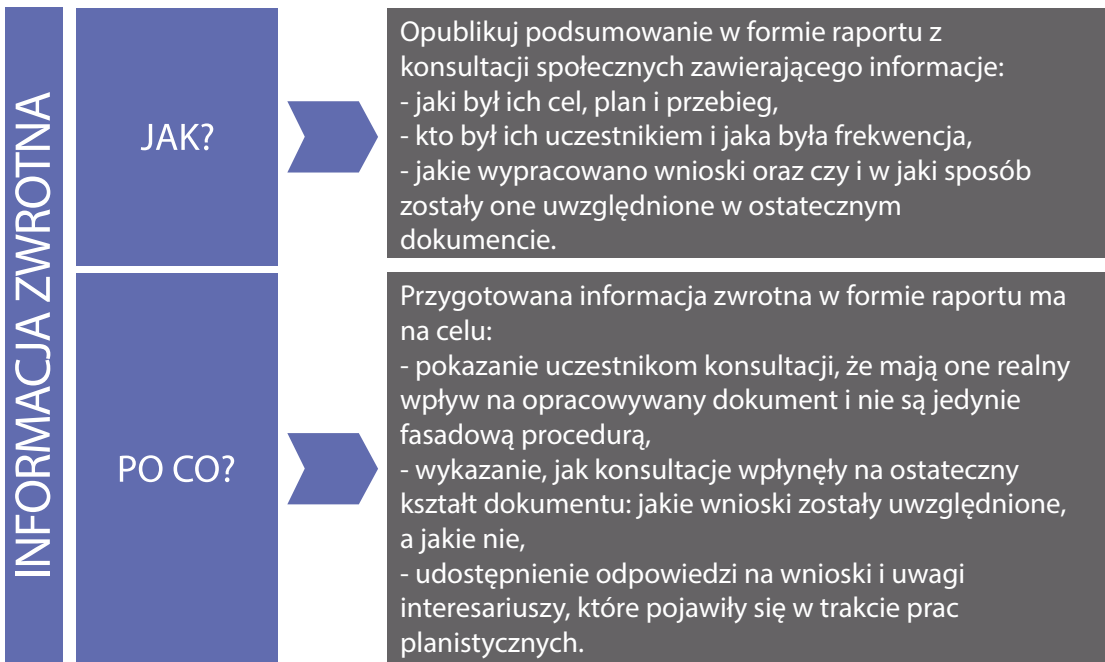 INFORMACJA ZWROTNA
JAK?
Opublikuj podsumowanie w formie raportu z
konsultacji społecznych zawierającego informacje:
- jaki był ich cel, plan i przebieg,
- kto był ich uczestnikiem i jaka była frekwencja,
- jakie wypracowano wnioski oraz czy i w jaki sposób
zostały one uwzględnione w ostatecznym
dokumencie.
PO CO?
Przygotowana informacja zwrotna w formie raportu ma
na celu:
- pokazanie uczestnikom konsultacji, że mają one realny
wpływ na opracowywany dokument i nie są jedynie
fasadową procedurą,
- wykazanie, jak konsultacje wpłynęły na ostateczny
kształt dokumentu: jakie wnioski zostały uwzględnione,
a jakie nie,
- udostępnienie odpowiedzi na wnioski i uwagi
interesariuszy, które pojawiły się w trakcie prac
planistycznych.